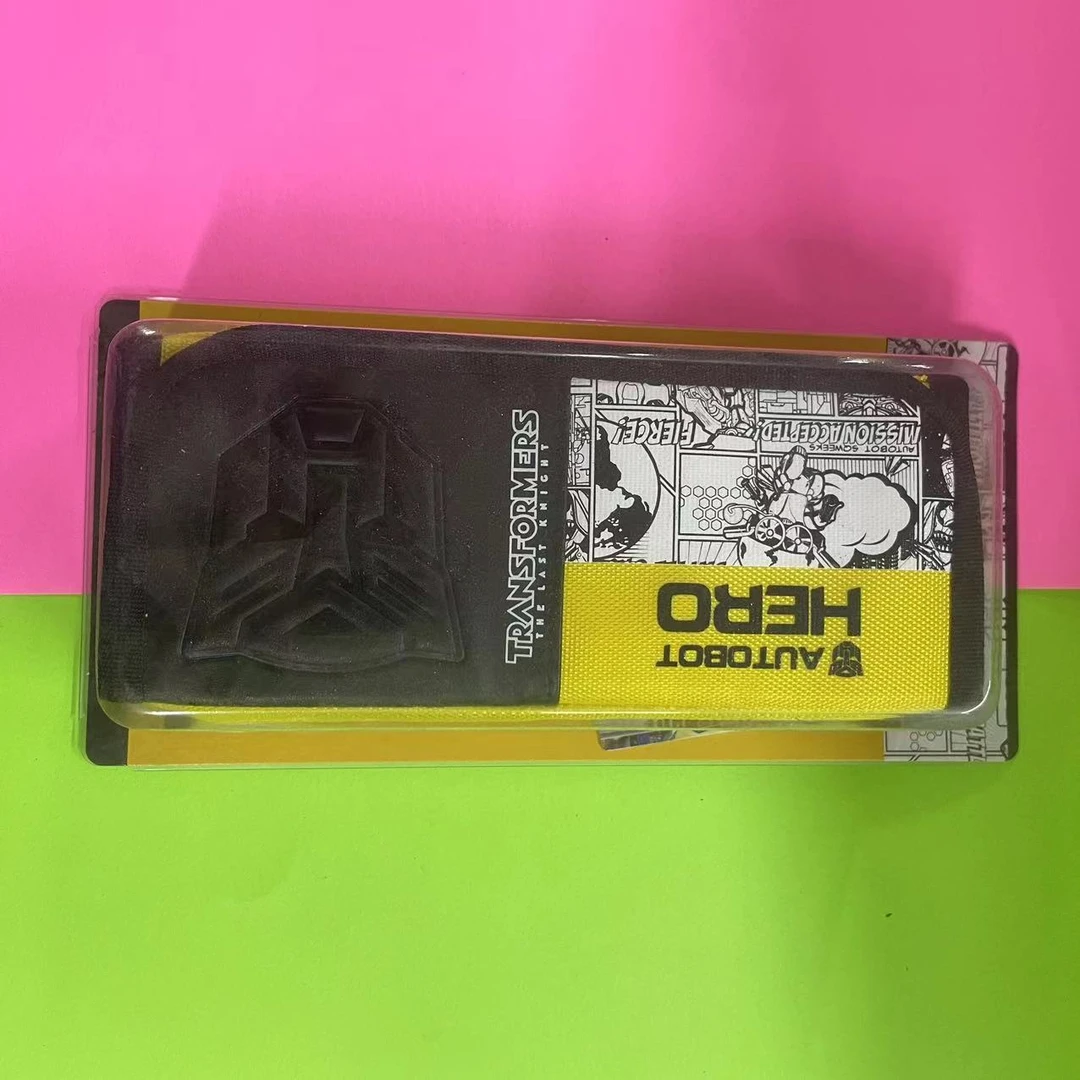 TRANSFORMERS
THE LAST KNIGHT
FIERCE!
MISSION ACCEPTED!
AUTOBOT SQWEEKS
AUTOBOT
HERO